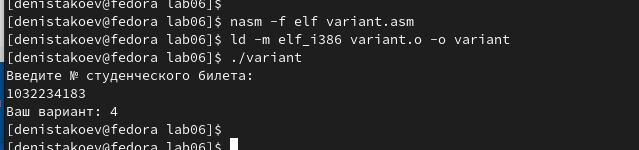 [denistakoev@fedora lab06]$
[denistakoev@fedora lab06]$ nasm -f elf variant.asm
[denistakoev@fedora lab06]$ ld -m elf_i386 variant.o -o variant
[denistakoev@fedora lab06]$ ./variant
Введите № студенческого билета:
1032234183
Ваш вариант: 4
[denistakoev@fedora lab06]$
[denistakoev@fedora lab06]$